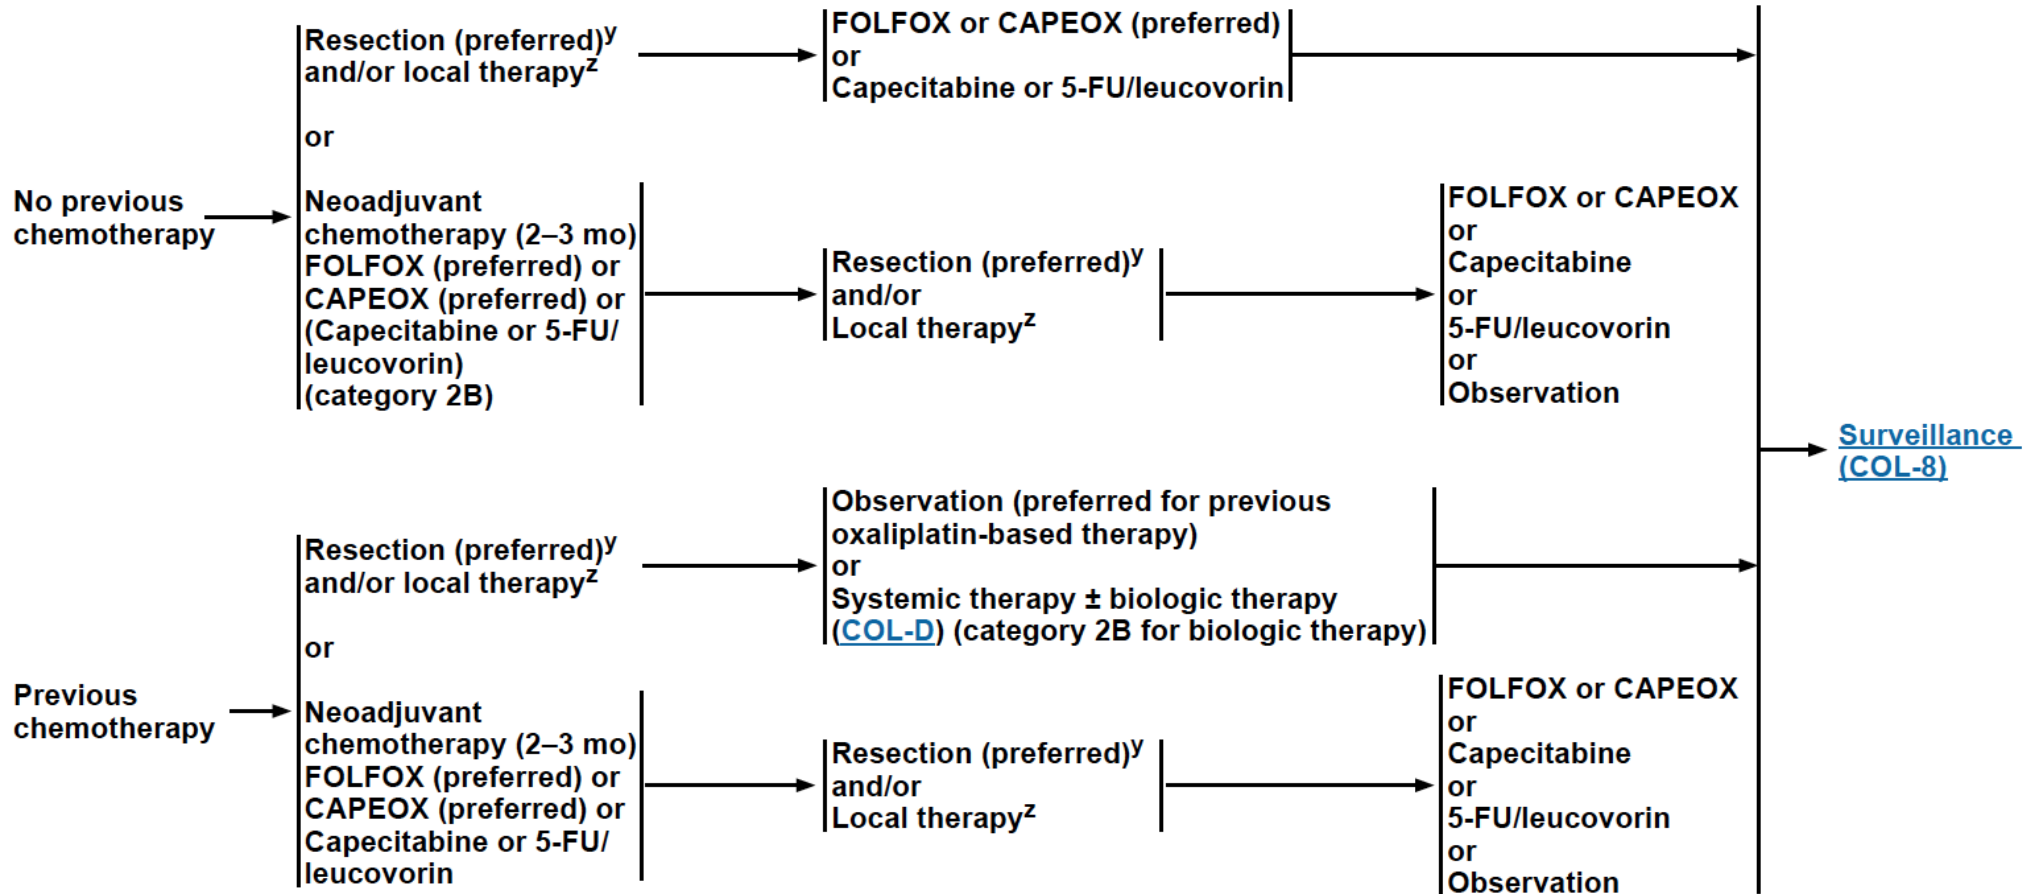 No previous
chemotherapy
Resection (preferred)y
and/or local therapyz
or
Neoadjuvant
chemotherapy (2–3 mo)
FOLFOX (preferred) or
CAPEOX (preferred) or
(Capecitabine or 5-FU/
leucovorin)
(category 2B)
FOLFOX or CAPEOX (preferred)
or
Capecitabine or 5-FU/leucovorin
Resection (preferred)y
and/or
Local therapyz
FOLFOX or CAPEOX
or
Capecitabine
or
5-FU/leucovorin
or
Observation
Previous
chemotherapy
Resection (preferred)y
and/or local therapyz
or
Neoadjuvant
chemotherapy (2–3 mo)
FOLFOX (preferred) or
CAPEOX (preferred) or
Capecitabine or 5-FU/
leucovorin
Observation (preferred for previous
oxaliplatin-based therapy)
or
Systemic therapy ± biologic therapy
(COL-D) (category 2B for biologic therapy)
Resection (preferred)y
and/or
Local therapyz
FOLFOX or CAPEOX
or
Capecitabine
or
5-FU/leucovorin
or
Observation
Surveillance
(COL-8)